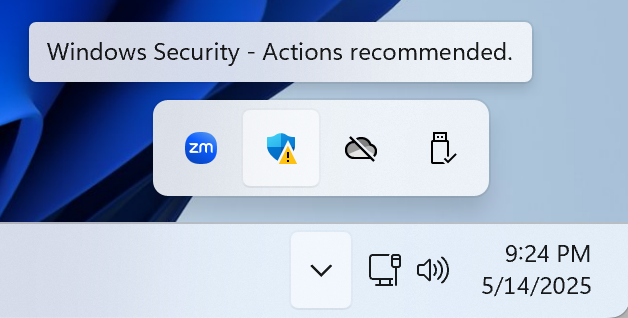 Windows Security - Actions recommended.
zm
9:24 PM
5/14/2025